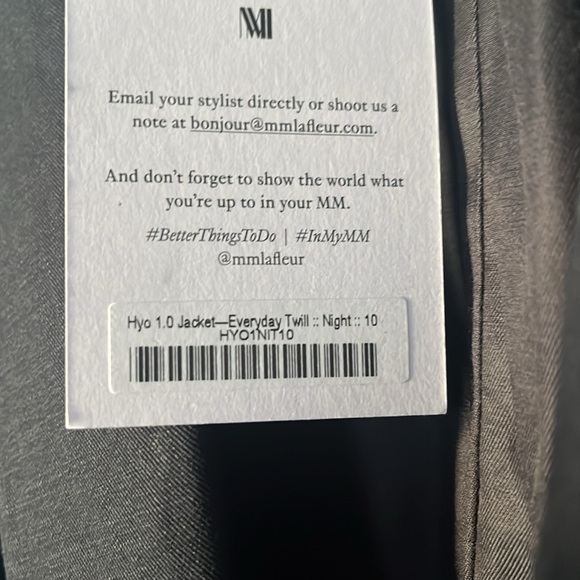 MM
Email your stylist directly or shoot us a
note at bonjour@mmlafleur.com.
And don't forget to show the world what
you're up to in your MM.
#BetterThingsToDo | #InMyMM
@mmlafleur
Hyo 1.0 Jacket—Everyday Twill :: Night :: 10
HYO1NIT10